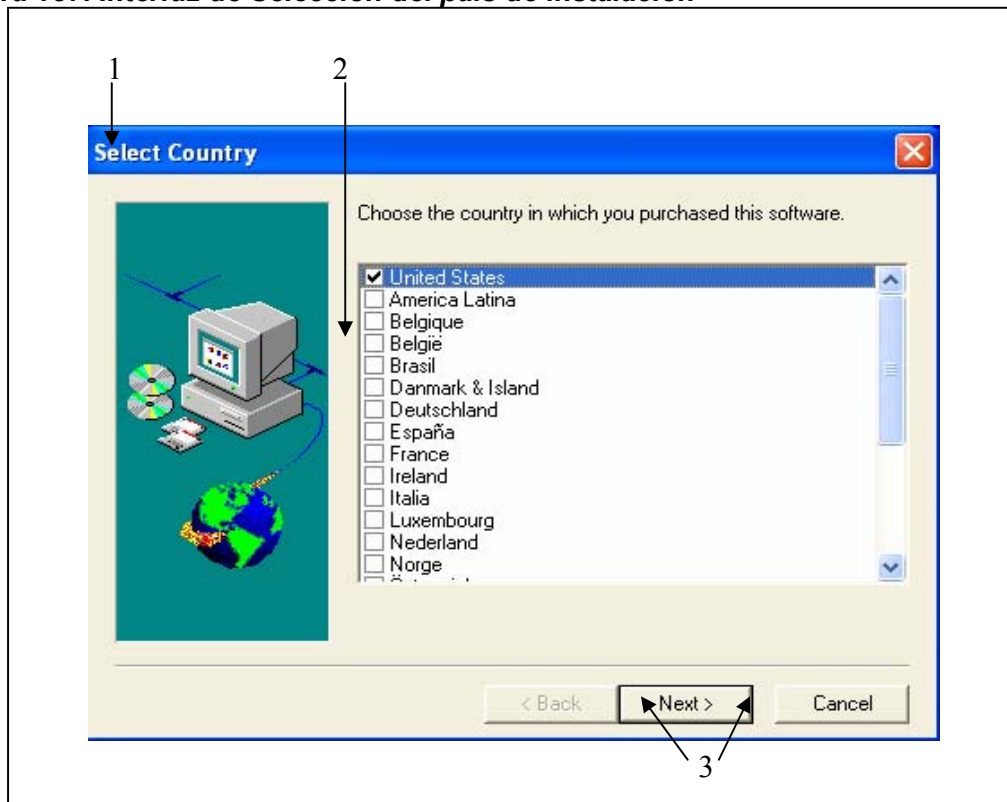 1 2
Select Country
Choose the country in which you purchased this software.
United States
America Latina
Belgique
België
Brasil
Danmark & Island
Deutschland
España
France
Ireland
Italia
Luxembourg
Nederland
Norge
< Back Next > Cancel
3